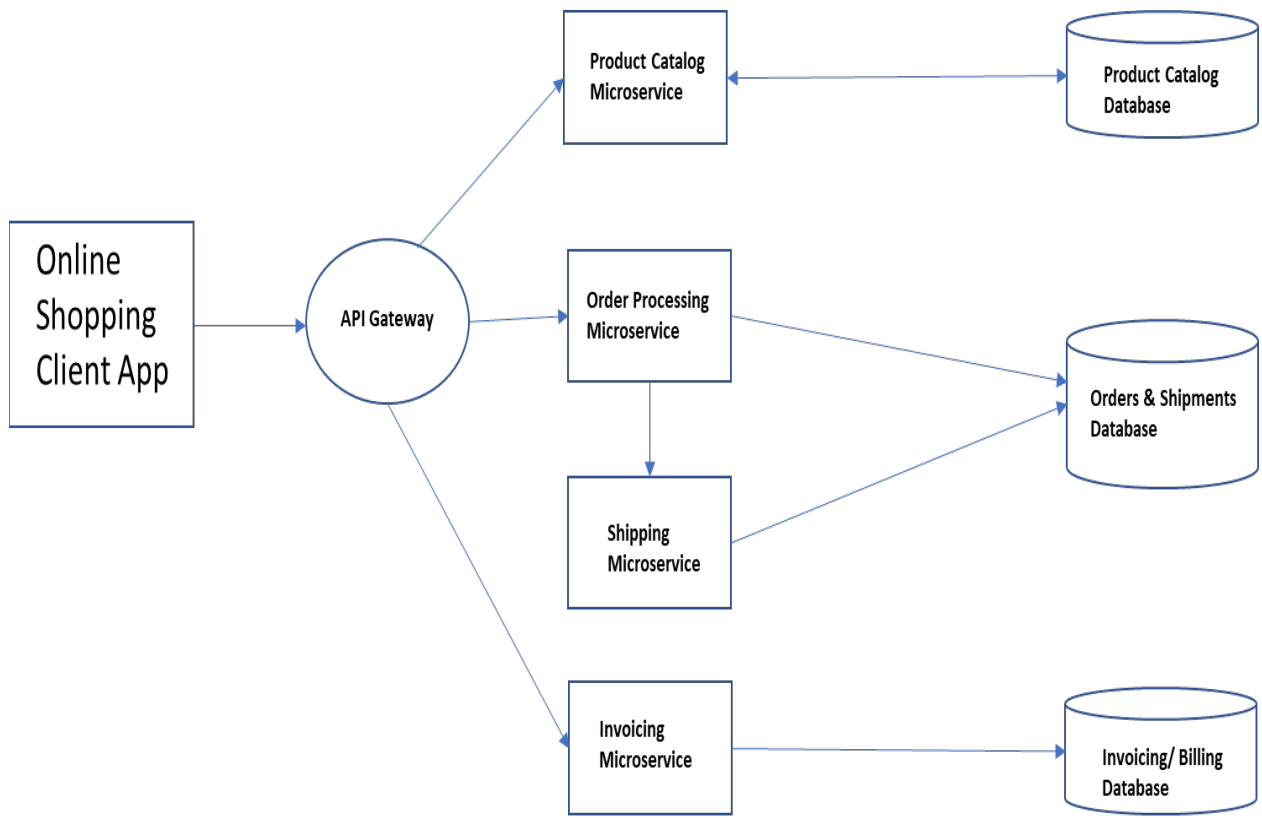 Product Catalog
Microservice
Product Catalog
Database
Online
Shopping
Client App
API Gateway
Order Processing
Microservice
Orders & Shipments
Database
Shipping
Microservice
Invoicing
Microservice
Invoicing/ Billing
Database